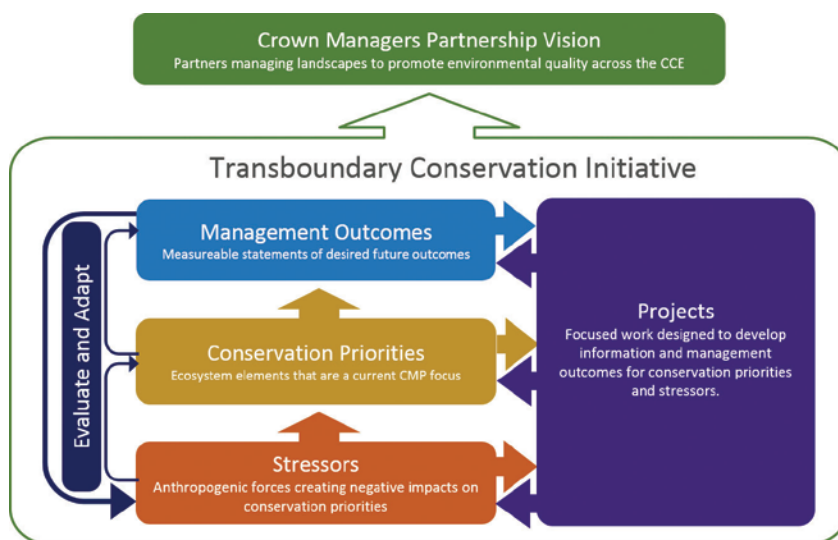 Crown Managers Partnership Vision
Partners managing landscapes to promote environmental quality across the CCE
Transboundary Conservation Initiative
Evaluate and Adapt
Management Outcomes
Measureable statements of desired future outcomes
Conservation Priorities
Ecosystem elements that are a current CMP focus
Stressors
Anthropogenic forces creating negative impacts on
conservation priorities
Projects
Focused work designed to develop
information and management
outcomes for conservation priorities
and stressors.